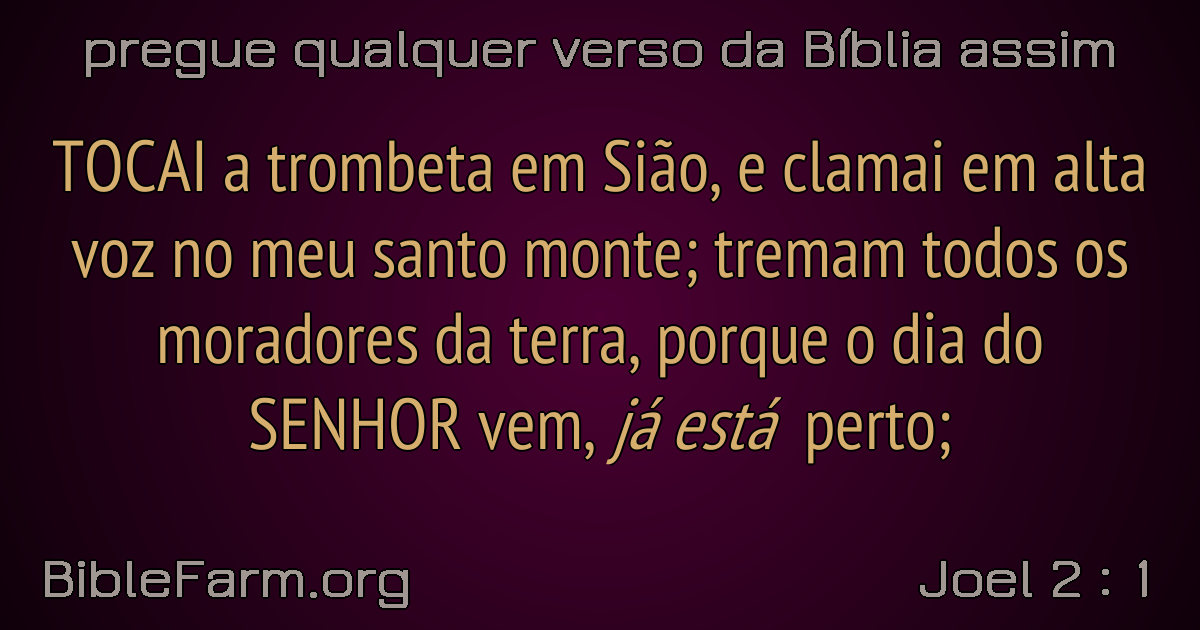 pregue qualquer verso da Bíblia assim
TOCAI a trombeta em Sião, e clamai em alta
voz no meu santo monte; tremam todos os
moradores da terra, porque o dia do
SENHOR vem, já está perto;
BibleFarm.org
Joel 2 : 1